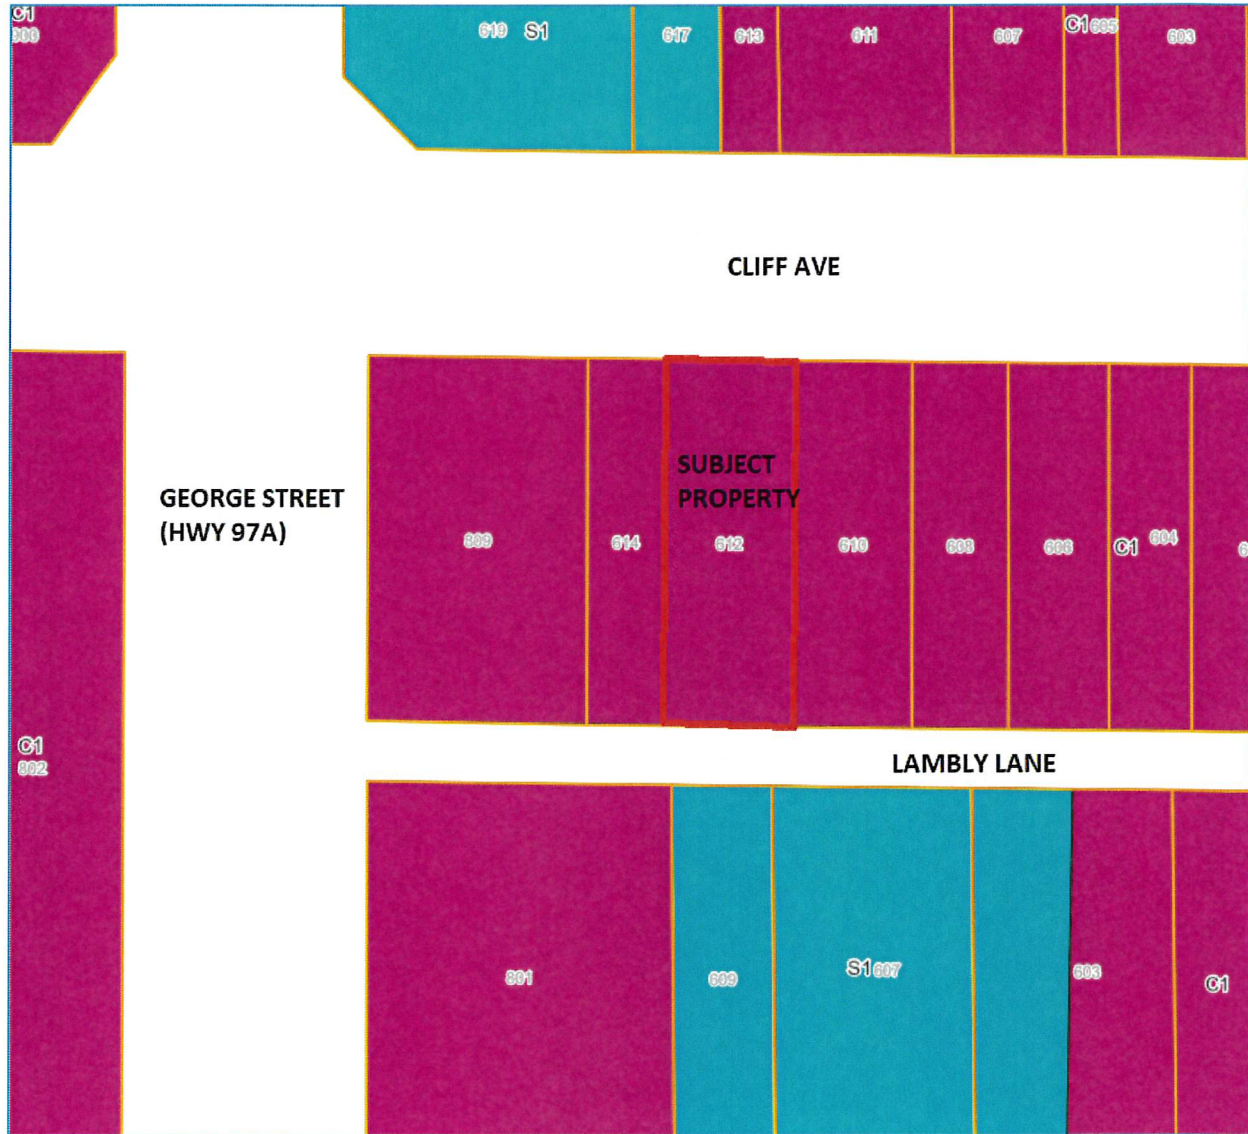 C1
900
619 S1 617 613 611 607 C1 605 603
CLIFF AVE
SUBJECT
PROPERTY
GEORGE STREET
(HWY 97A)
809 614 612 610 608 606 C1 604
C1
802
LAMBLY LANE
801 609 S1 607 603 C1